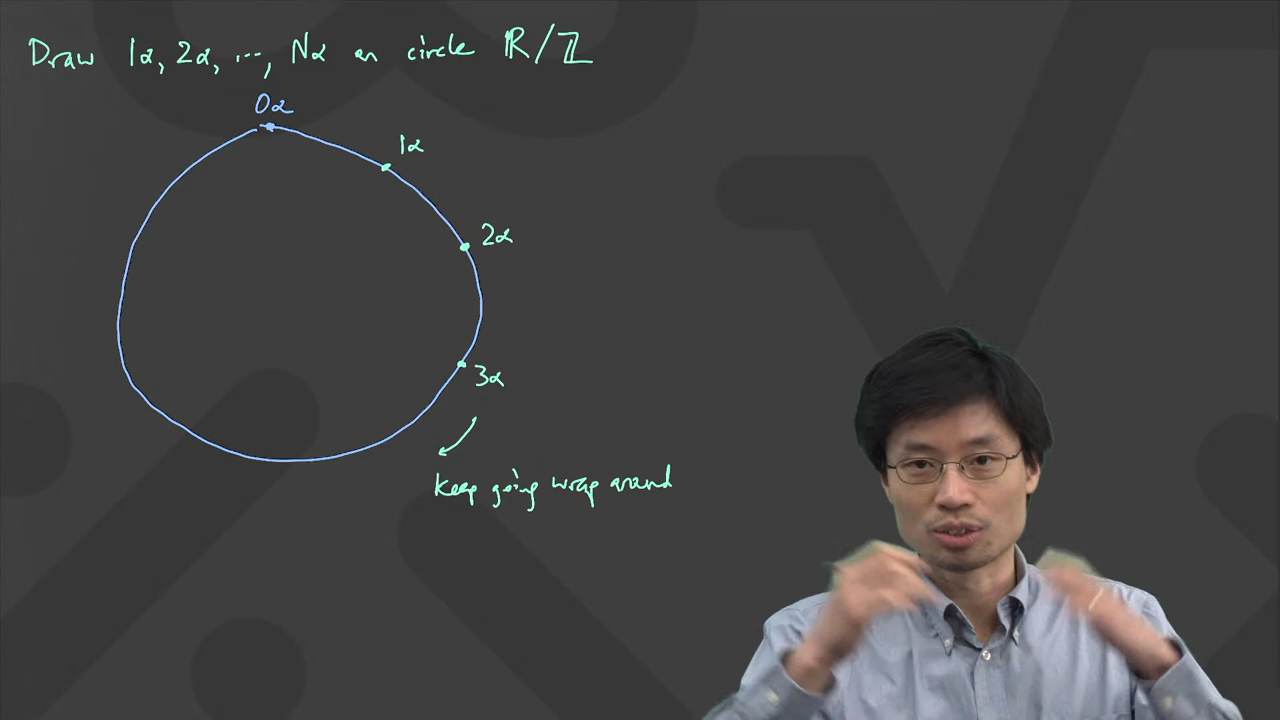 Draw 1α, 2α, ..., Nα on circle ℝ/ℤ
0α
1α
2α
3α
keep going wrap around